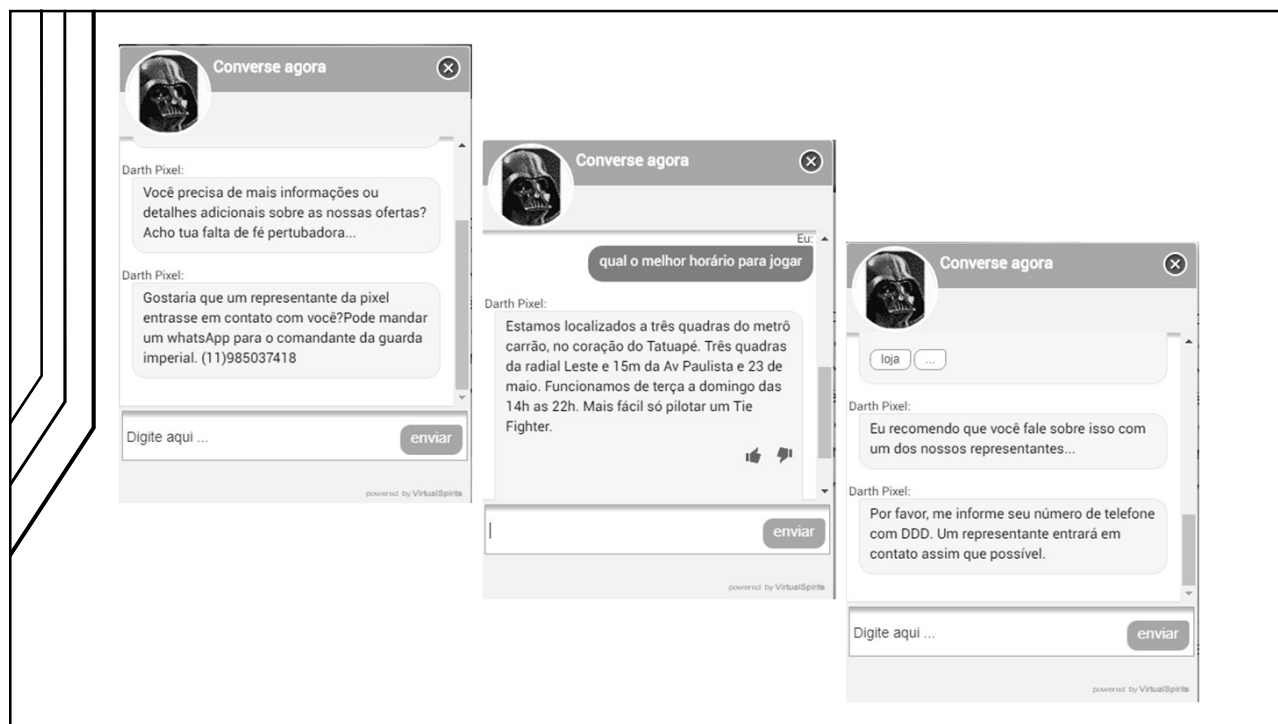 Converse agora
Darth Pixel:
Você precisa de mais informações ou
detalhes adicionais sobre as nossas ofertas?
Acho tua falta de fé pertubadora...
Darth Pixel:
Gostaria que um representante da pixel
entrasse em contato com você?Pode mandar
um whatsApp para o comandante da guarda
imperial. (11)985037418
Digite aqui ...
enviar
powered by VirtualSpirits
Converse agora
Eu:
qual o melhor horário para jogar
Darth Pixel:
Estamos localizados a três quadras do metrô
carrão, no coração do Tatuapé. Três quadras
da radial Leste e 15m da Av Paulista e 23 de
maio. Funcionamos de terça a domingo das
14h as 22h. Mais fácil só pilotar um Tie
Fighter.
enviar
powered by VirtualSpirits
Converse agora
loja
...
Darth Pixel:
Eu recomendo que você fale sobre isso com
um dos nossos representantes...
Darth Pixel:
Por favor, me informe seu número de telefone
com DDD. Um representante entrará em
contato assim que possível.
Digite aqui ...
enviar
powered by VirtualSpirits